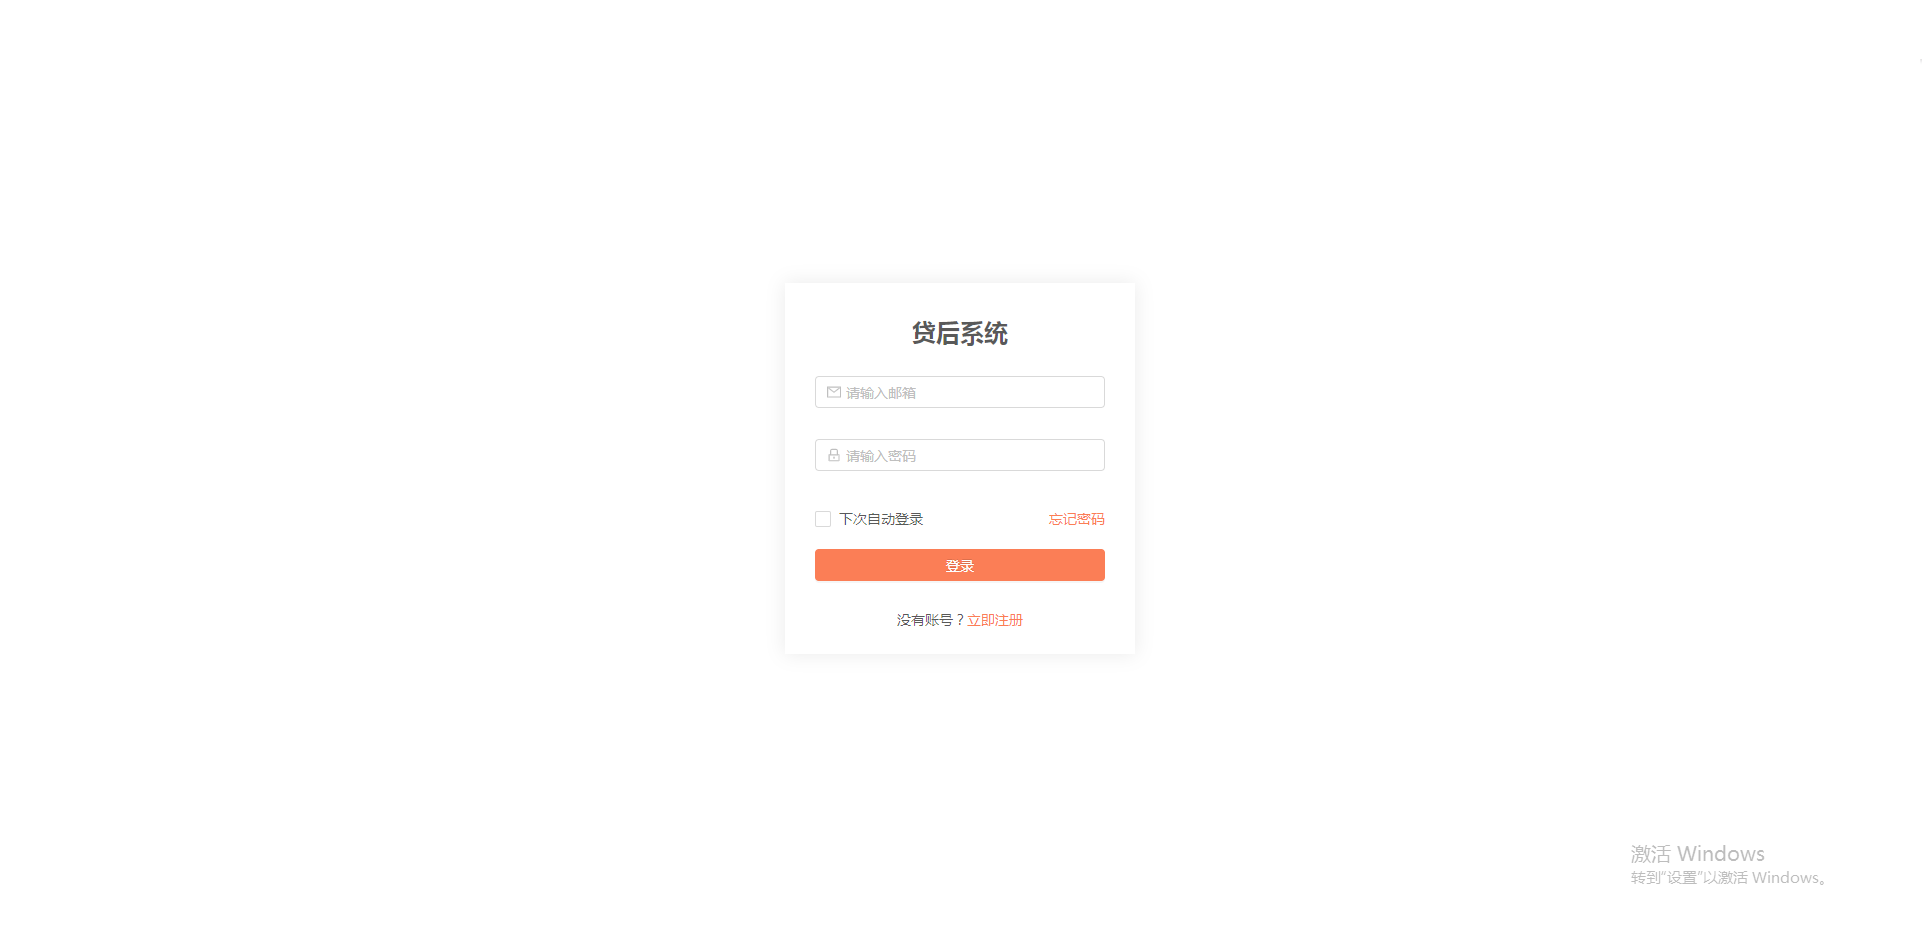 贷后系统
请输入邮箱
请输入密码
下次自动登录 忘记密码
登录
没有账号？立即注册
激活 Windows
转到"设置"以激活 Windows。